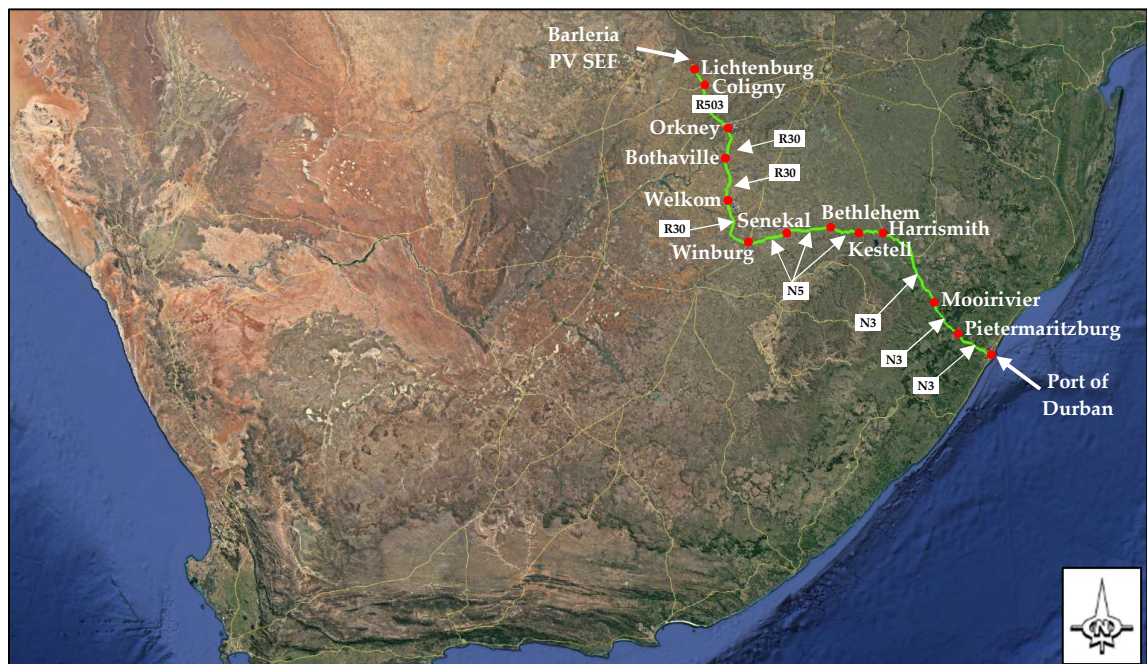 Barleria
PV SEF
Lichtenburg
Coligny
R503
Orkney
R30
Bothaville
R30
Welkom
R30
Senekal
Bethlehem
Harrismith
Winburg
Kestell
N5
Mooirivier
N3
Pietermaritzburg
N3
N3
Port of
Durban
N